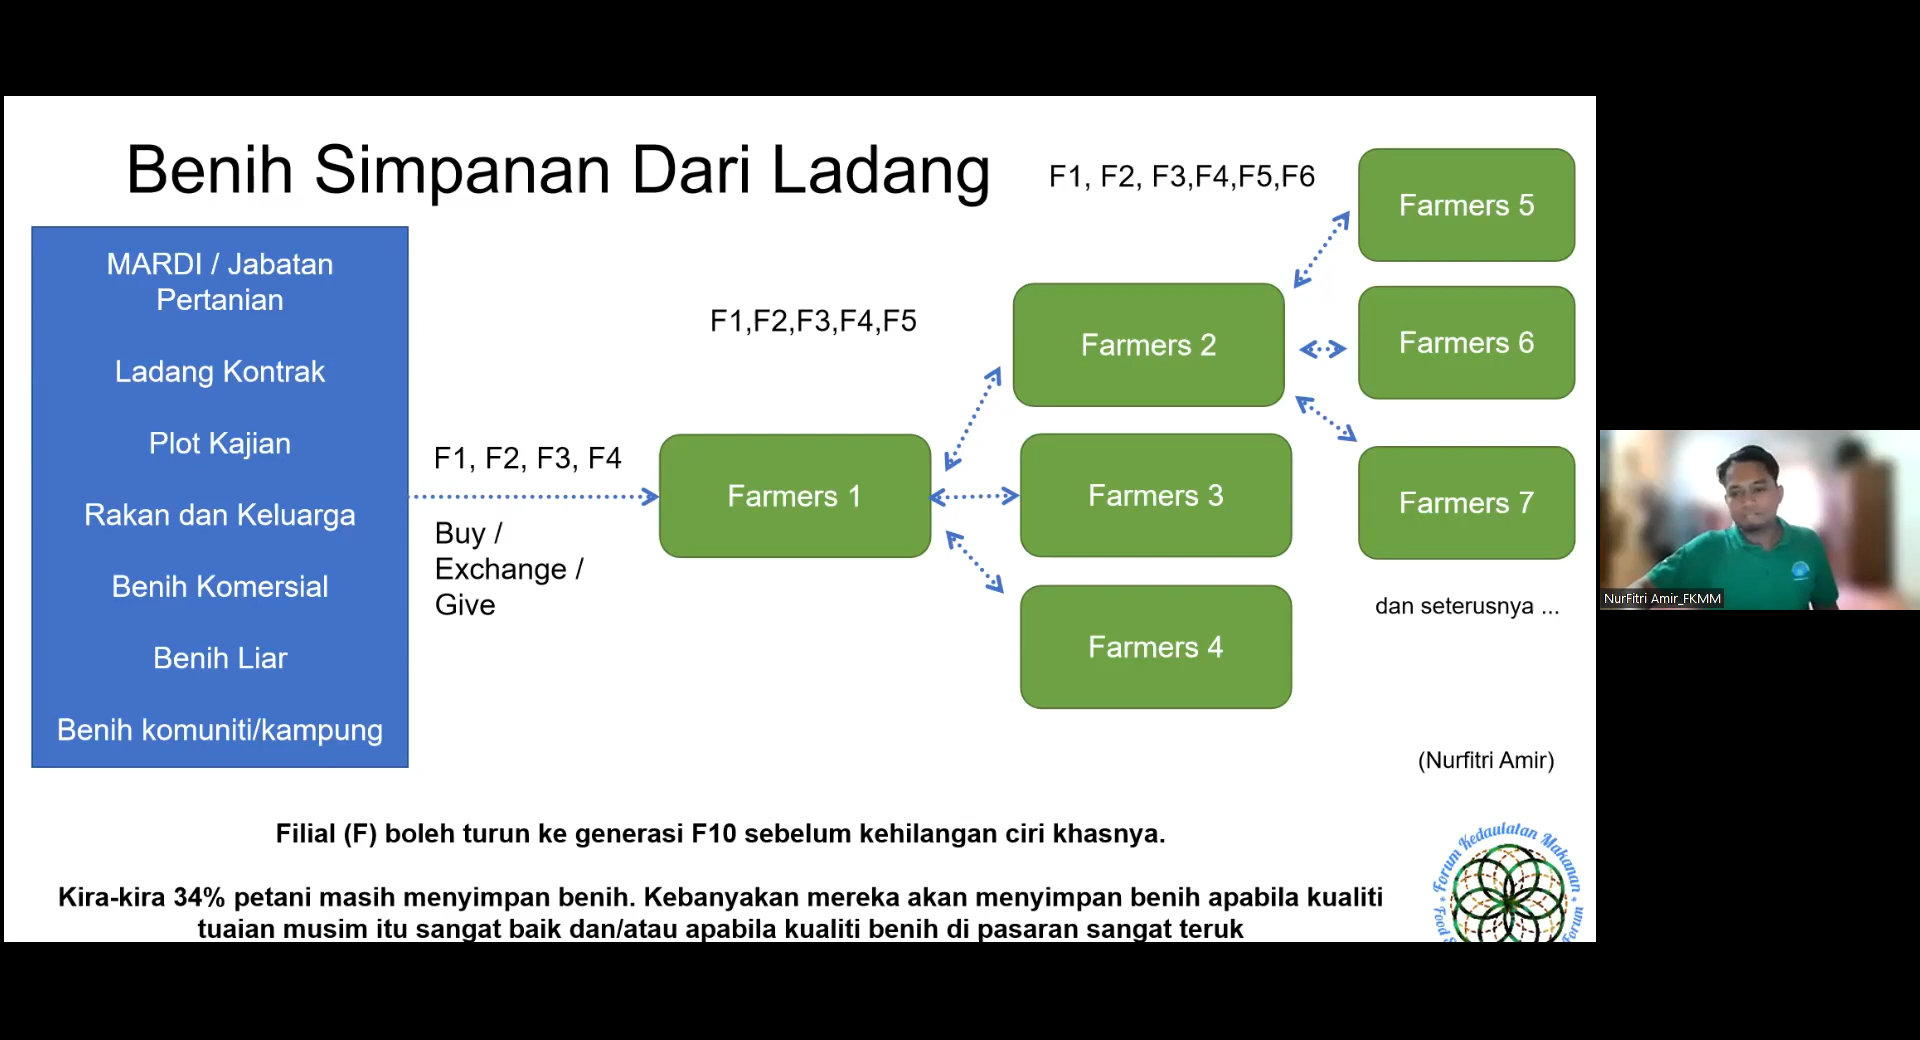 Benih Simpanan Dari Ladang
F1, F2, F3,F4,F5,F6
Farmers 5
MARDI / Jabatan
Pertanian
Ladang Kontrak
Plot Kajian
Rakan dan Keluarga
Benih Komersial
Benih Liar
Benih komuniti/kampung
F1, F2, F3, F4
Buy /
Exchange /
Give
Farmers 1
F1,F2,F3,F4,F5
Farmers 2
Farmers 3
Farmers 4
Farmers 6
Farmers 7
dan seterusnya ...
(Nurfitri Amir)
Filial (F) boleh turun ke generasi F10 sebelum kehilangan ciri khasnya.
Kira-kira 34% petani masih menyimpan benih. Kebanyakan mereka akan menyimpan benih apabila kualiti
tuaian musim itu sangat baik dan/atau apabila kualiti benih di pasaran sangat teruk
Forum Kedaulatan Makanan
Food
Forum
NurFitri Amir_FKMM